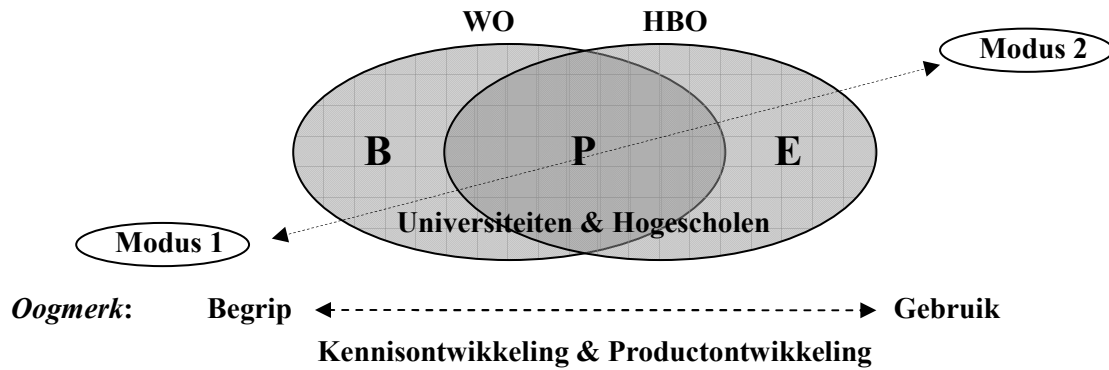 WO HBO
Modus 2
B P E
Universiteiten & Hogescholen
Modus 1
Oogmerk: Begrip Gebruik
Kennisontwikkeling & Productontwikkeling